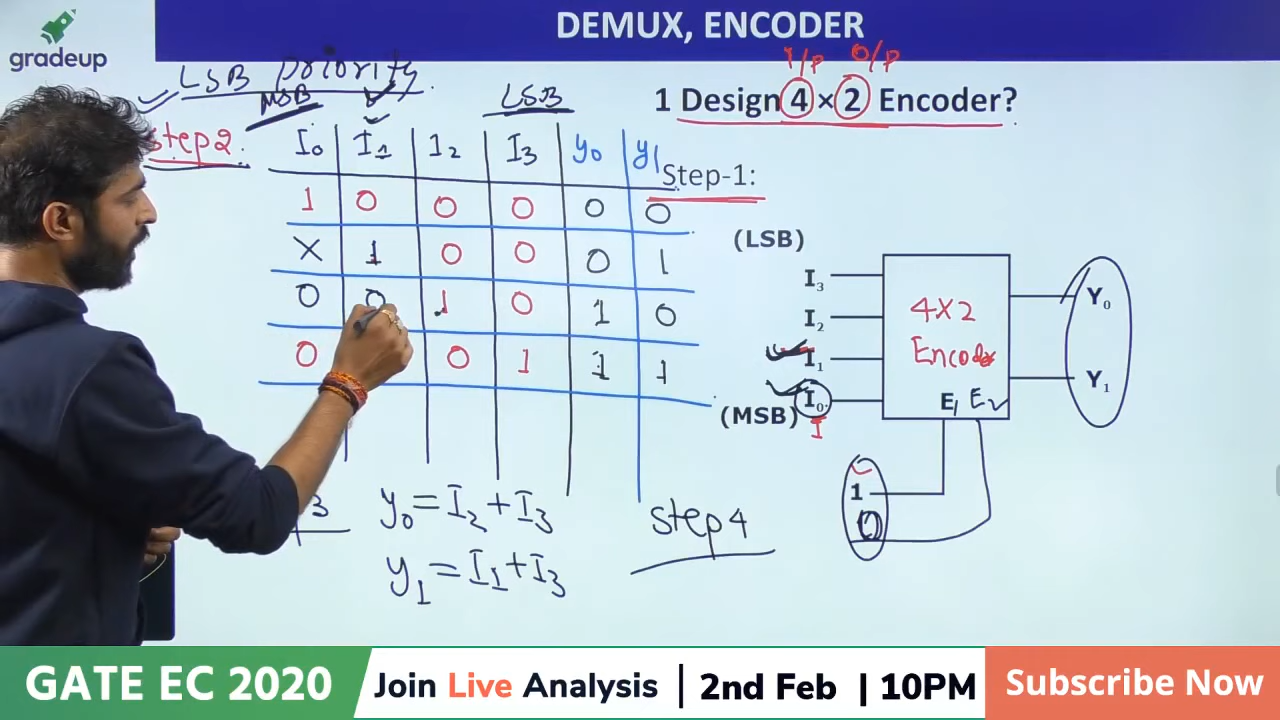 DEMUX, ENCODER
gradeup
I/P O/P
LSB priority
MSB
LSB
1 Design 4×2 Encoder?
step2.
I₀ I₁ I₂ I₃ y₀ y₁
Step-1:
1 0 0 0 0 0
X 1 0 0 0 1
0 0 1 0 1 0
0 0 1 1 1
(LSB)
I₃
I₂
I₁
I₀
(MSB)
I
4X2
Encoder
E₁ E₂
Y₀
Y₁
1
0
3
y₀ = I₂ + I₃
y₁ = I₁ + I₃
step4
GATE EC 2020
Join Live Analysis | 2nd Feb | 10PM
Subscribe Now